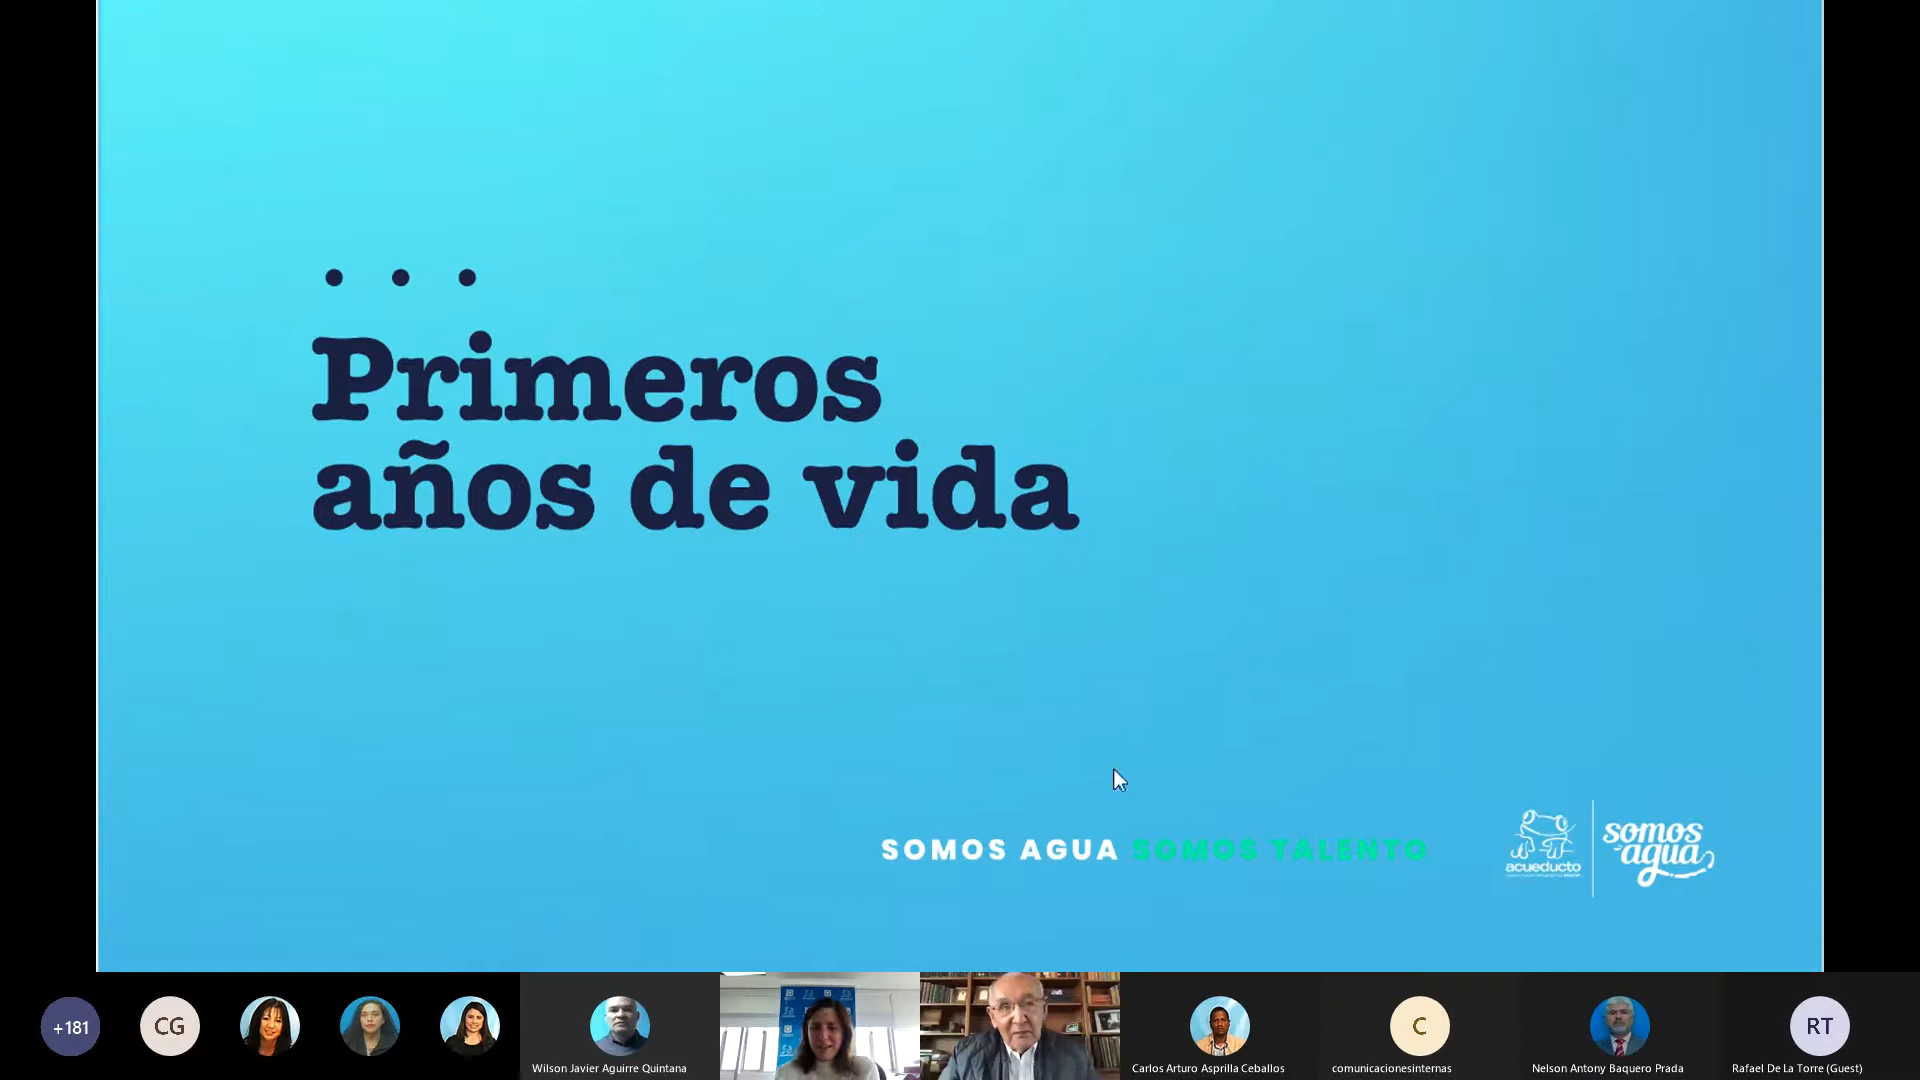 Primeros
años de vida
SOMOS AGUA SOMOS TALENTO
acueducto
somos
agua
+181
CG
Wilson Javier Aguirre Quintana
Carlos Arturo Asprilla Ceballos
C
comunicacionesinternas
Nelson Antony Baquero Prada
RT
Rafael De La Torre (Guest)